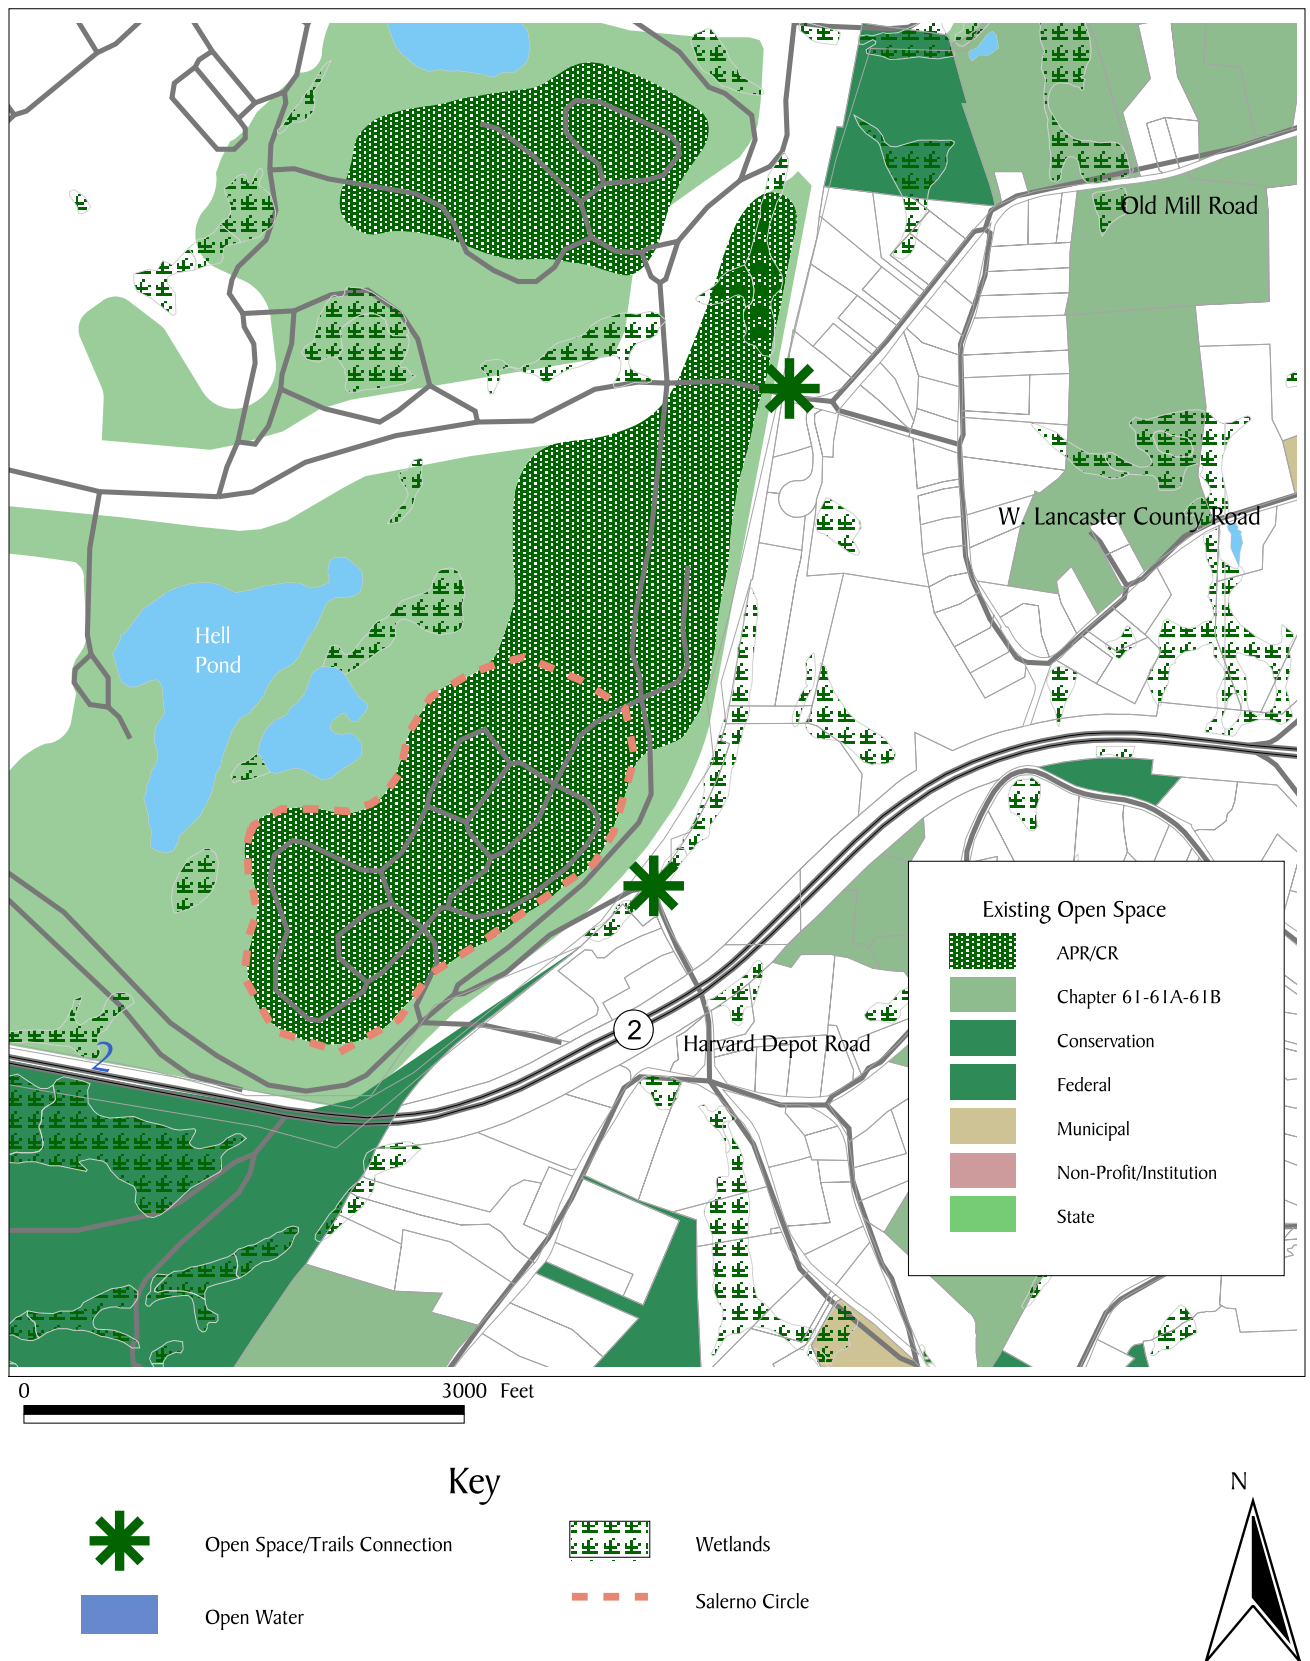 Old Mill Road
W. Lancaster County Road
Hell
Pond
Existing Open Space
APR/CR
Chapter 61-61A-61B
Conservation
Federal
Municipal
Non-Profit/Institution
State
2
2
Harvard Depot Road
0 3000 Feet
Key
N
Open Space/Trails Connection
Wetlands
Open Water
Salerno Circle